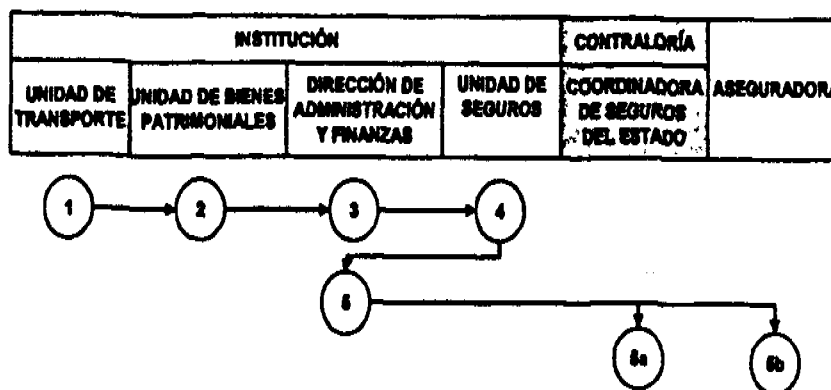 INSTITUCIÓN
CONTRALORÍA
UNIDAD DE
TRANSPORTE
UNIDAD DE BIENES
PATRIMONIALES
DIRECCIÓN DE
ADMINISTRACIÓN
Y FINANZAS
UNIDAD DE
SEGUROS
COORDINADORA
DE SEGUROS
DEL ESTADO
ASEGURADORA
1
2
3
4
5
5a
5b